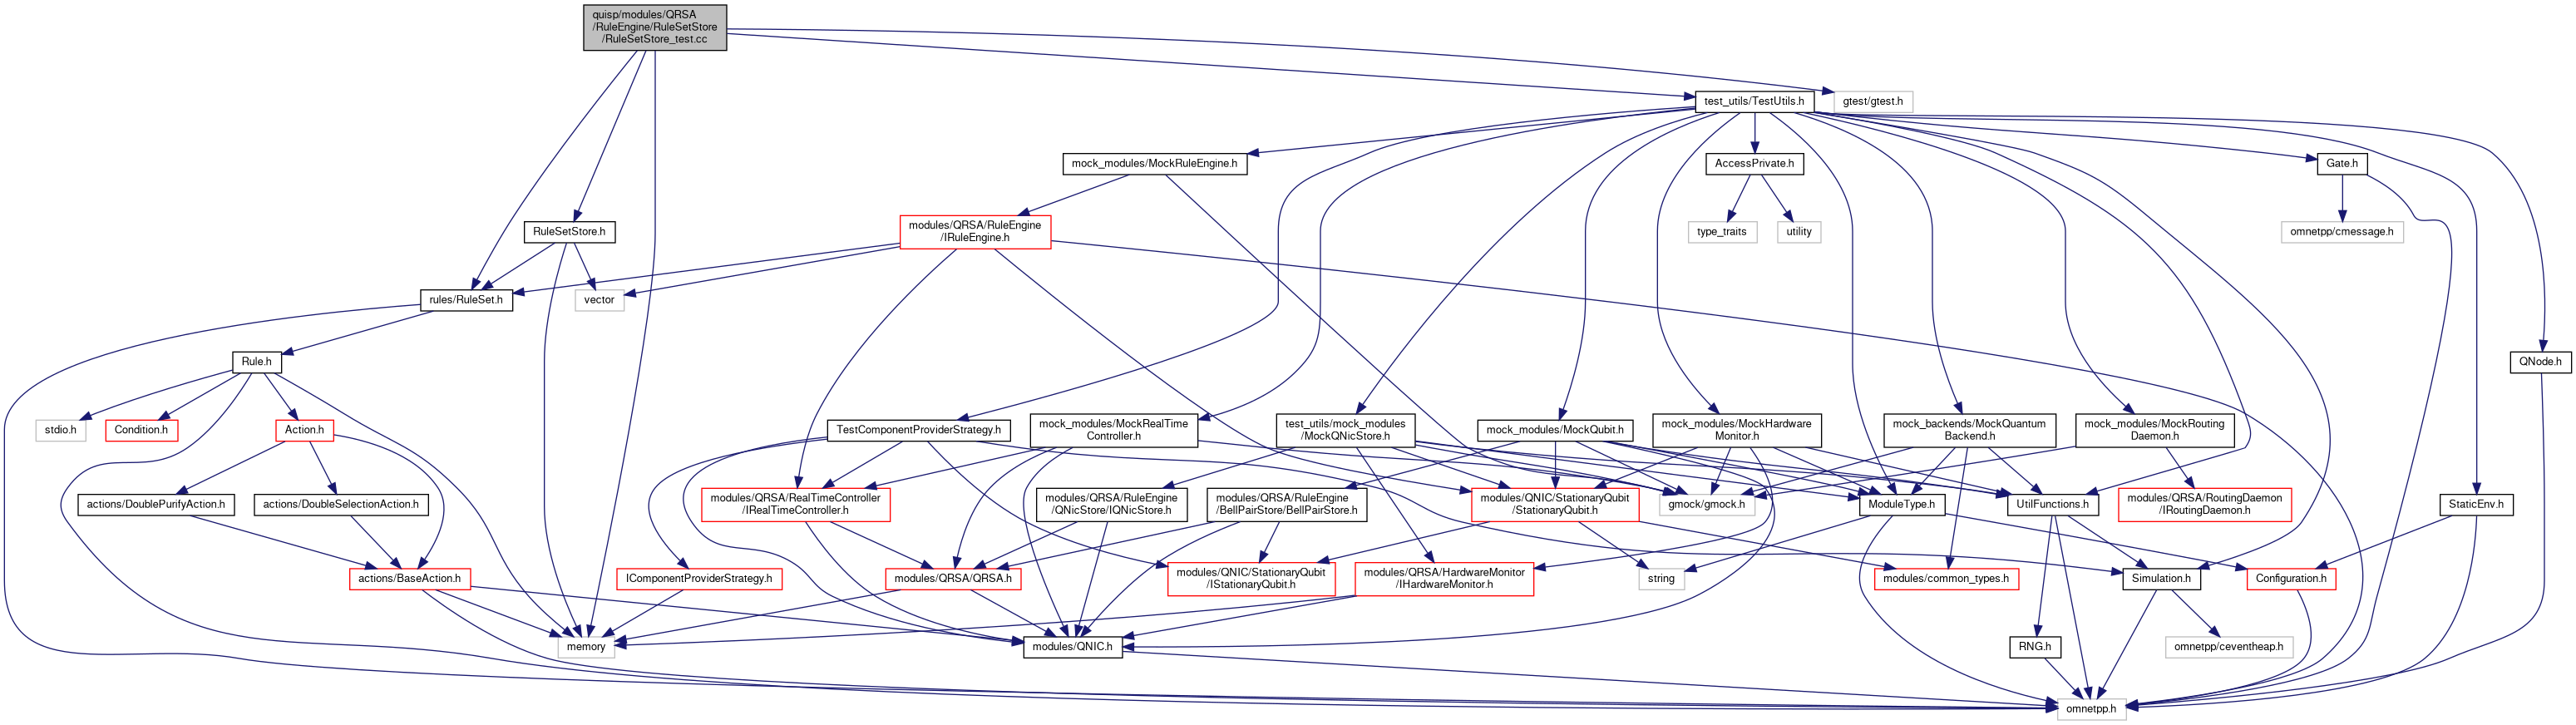 quisp/modules/QRSA
/RuleEngine/RuleSetStore
/RuleSetStore_test.cc
test_utils/TestUtils.h
gtest/gtest.h
mock_modules/MockRuleEngine.h
AccessPrivate.h
Gate.h
RuleSetStore.h
modules/QRSA/RuleEngine
/IRuleEngine.h
type_traits
utility
omnetpp/cmessage.h
rules/RuleSet.h
vector
Rule.h
QNode.h
stdio.h
Condition.h
Action.h
TestComponentProviderStrategy.h
mock_modules/MockRealTime
Controller.h
test_utils/mock_modules
/MockQNicStore.h
mock_modules/MockQubit.h
mock_modules/MockHardware
Monitor.h
mock_backends/MockQuantum
Backend.h
mock_modules/MockRouting
Daemon.h
actions/DoublePurifyAction.h
actions/DoubleSelectionAction.h
modules/QRSA/RealTimeController
/IRealTimeController.h
modules/QRSA/RuleEngine
/QNicStore/IQNicStore.h
modules/QRSA/RuleEngine
/BellPairStore/BellPairStore.h
modules/QNIC/StationaryQubit
/StationaryQubit.h
gmock/gmock.h
ModuleType.h
UtilFunctions.h
modules/QRSA/RoutingDaemon
/IRoutingDaemon.h
StaticEnv.h
actions/BaseAction.h
IComponentProviderStrategy.h
modules/QRSA/QRSA.h
modules/QNIC/StationaryQubit
/IStationaryQubit.h
string
modules/QRSA/HardwareMonitor
/IHardwareMonitor.h
modules/common_types.h
Simulation.h
Configuration.h
memory
modules/QNIC.h
RNG.h
omnetpp/ceventheap.h
omnetpp.h